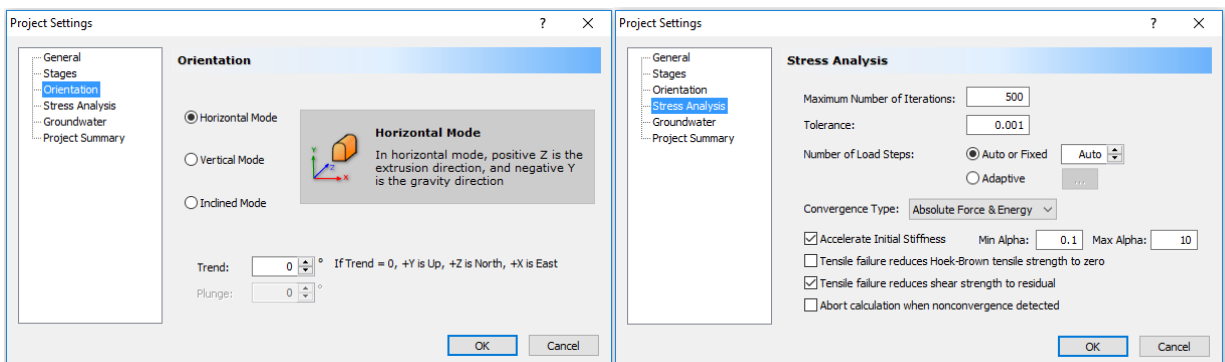 Project Settings
? ×
General
Stages
Orientation
Stress Analysis
Groundwater
Project Summary
Orientation
Horizontal Mode
Vertical Mode
Inclined Mode
Y
Z
X
Horizontal Mode
In horizontal mode, positive Z is the
extrusion direction, and negative Y
is the gravity direction
Trend: 0 ° If Trend = 0, +Y is Up, +Z is North, +X is East
Plunge: 0 °
OK Cancel
Project Settings
? ×
General
Stages
Orientation
Stress Analysis
Groundwater
Project Summary
Stress Analysis
Maximum Number of Iterations: 500
Tolerance: 0.001
Number of Load Steps: Auto or Fixed Auto
Adaptive ...
Convergence Type: Absolute Force & Energy
Accelerate Initial Stiffness Min Alpha: 0.1 Max Alpha: 10
Tensile failure reduces Hoek-Brown tensile strength to zero
Tensile failure reduces shear strength to residual
Abort calculation when nonconvergence detected
OK Cancel